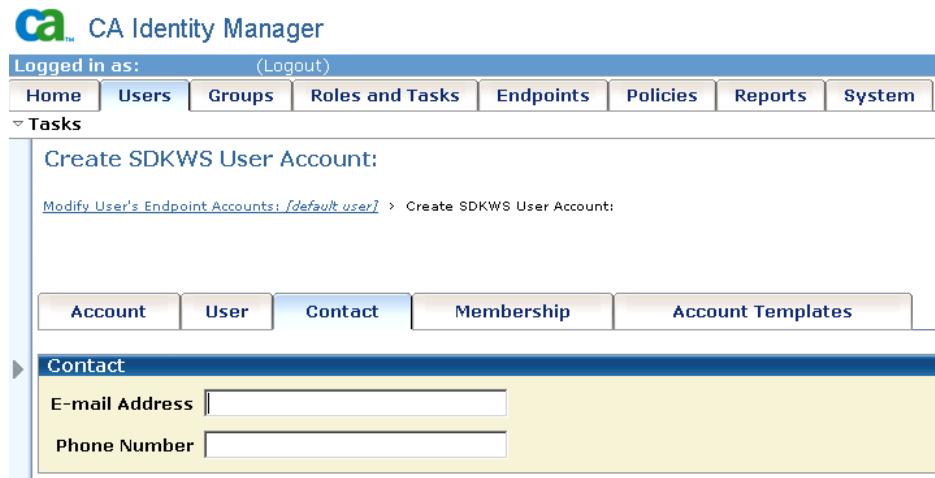 ca™ CA Identity Manager
Logged in as: (Logout)
Home Users Groups Roles and Tasks Endpoints Policies Reports System
Tasks
Create SDKWS User Account:
Modify User's Endpoint Accounts: [default user] > Create SDKWS User Account:
Account User Contact Membership Account Templates
Contact
E-mail Address
Phone Number